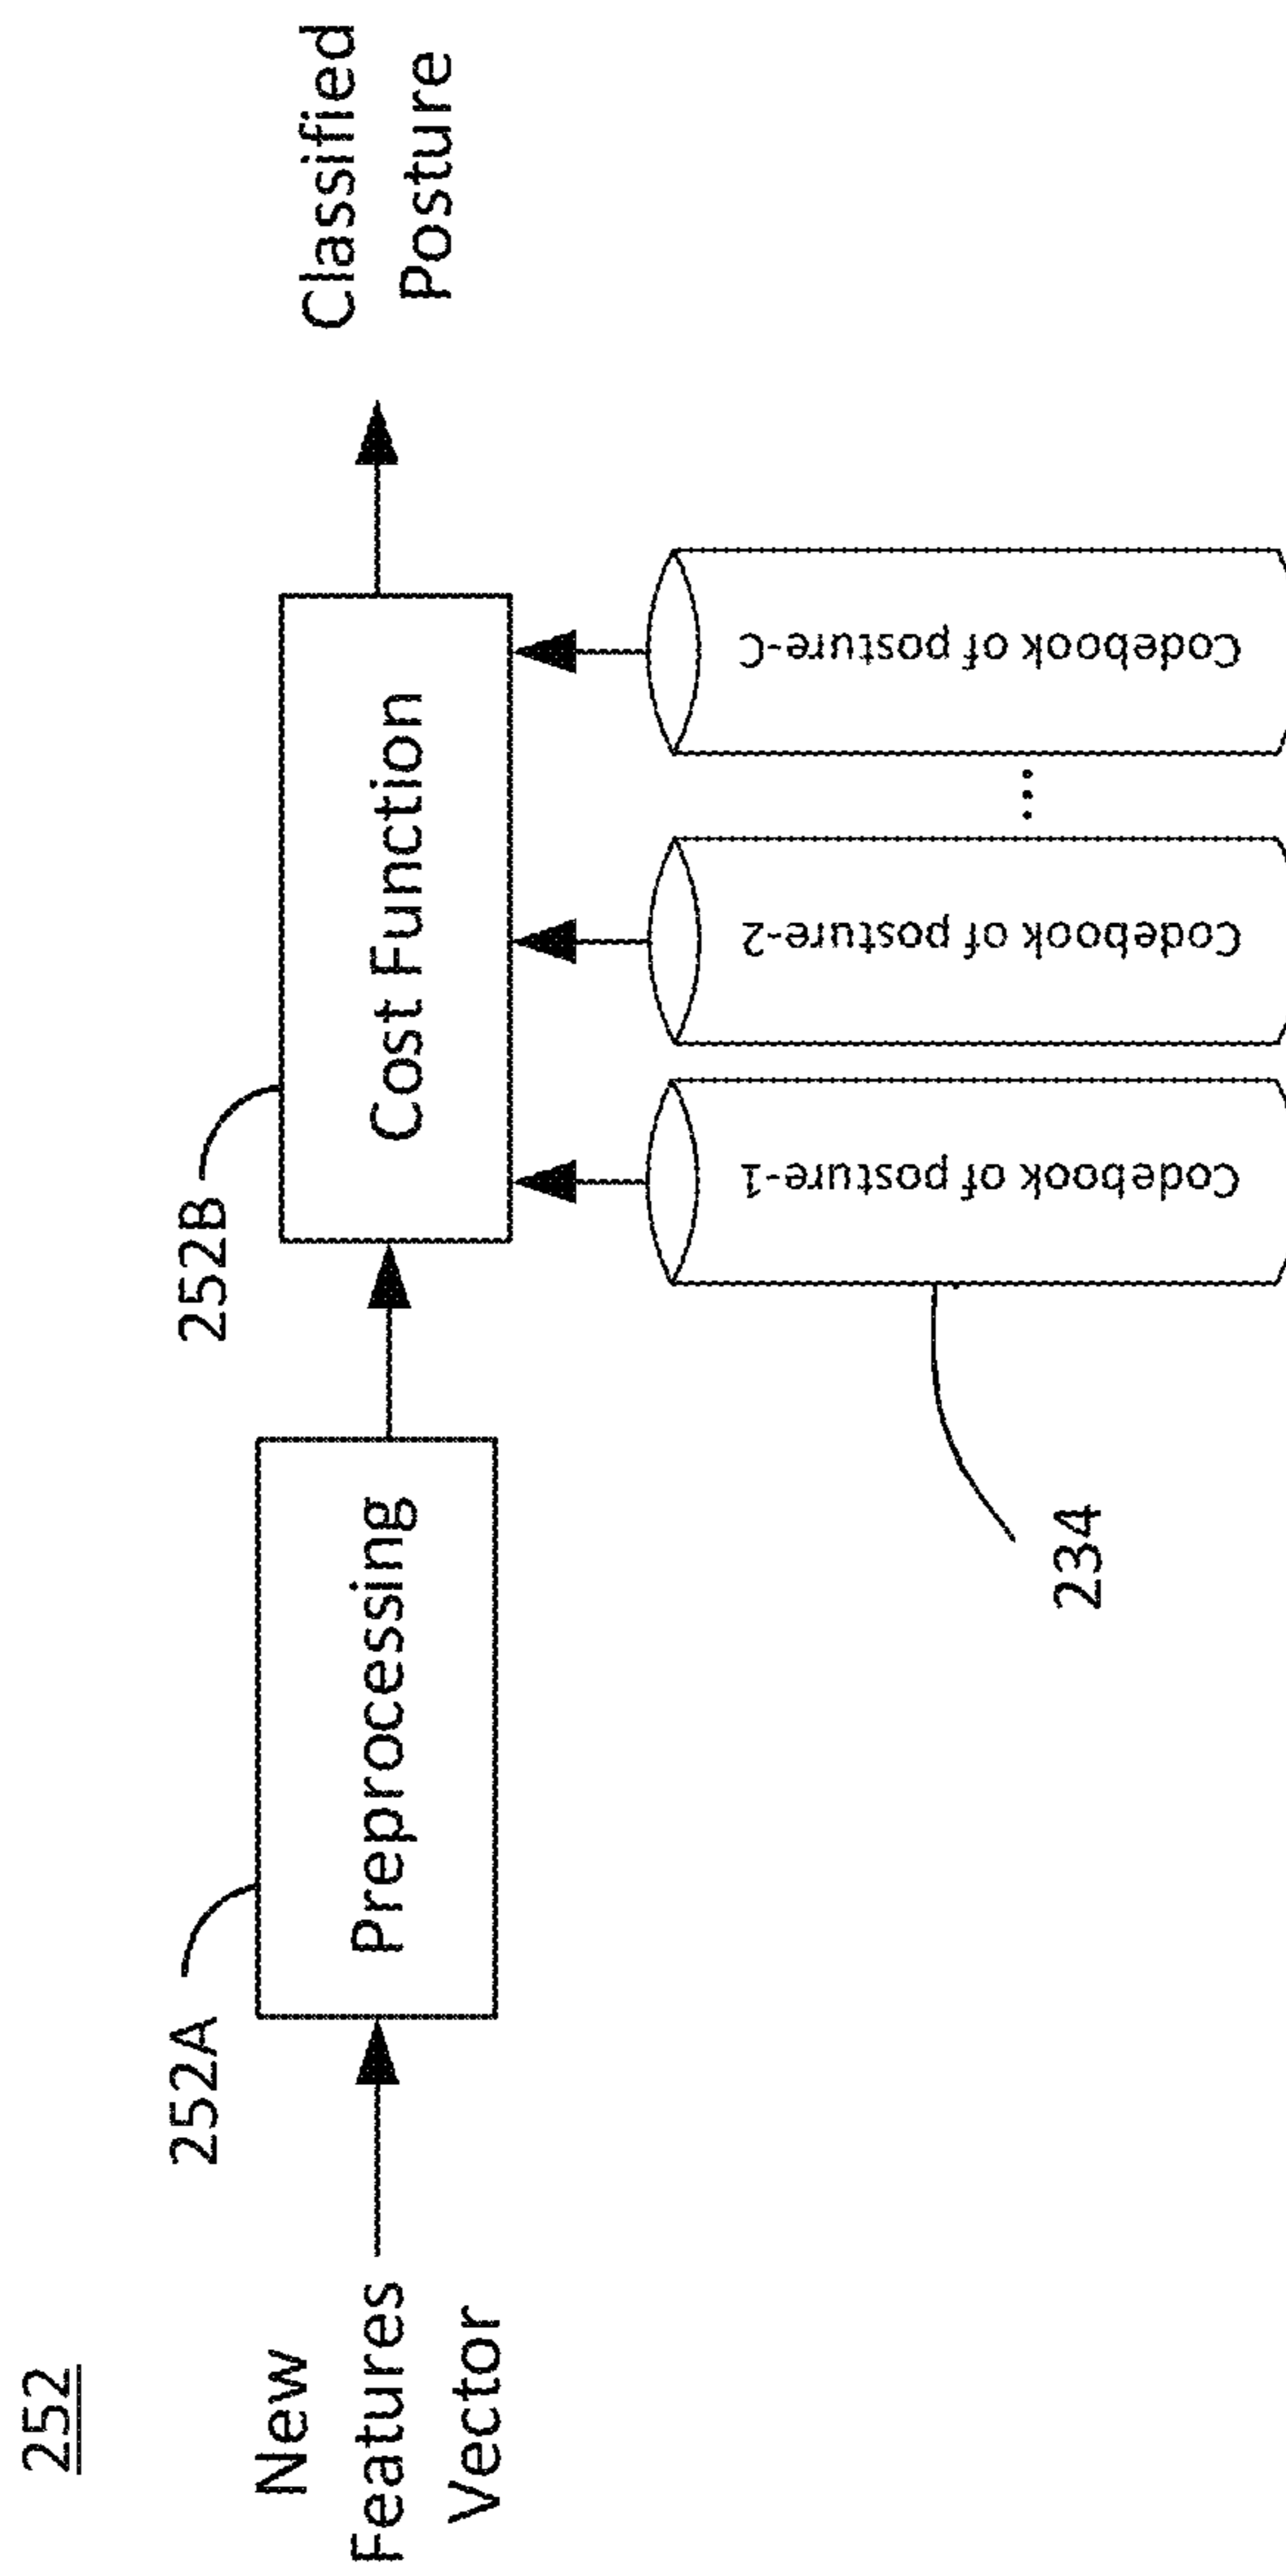 252
New
Features
Vector
252A
Preprocessing
252B
Cost Function
Classified
Posture
Codebook of posture-1
Codebook of posture-2
...
Codebook of posture-C
234